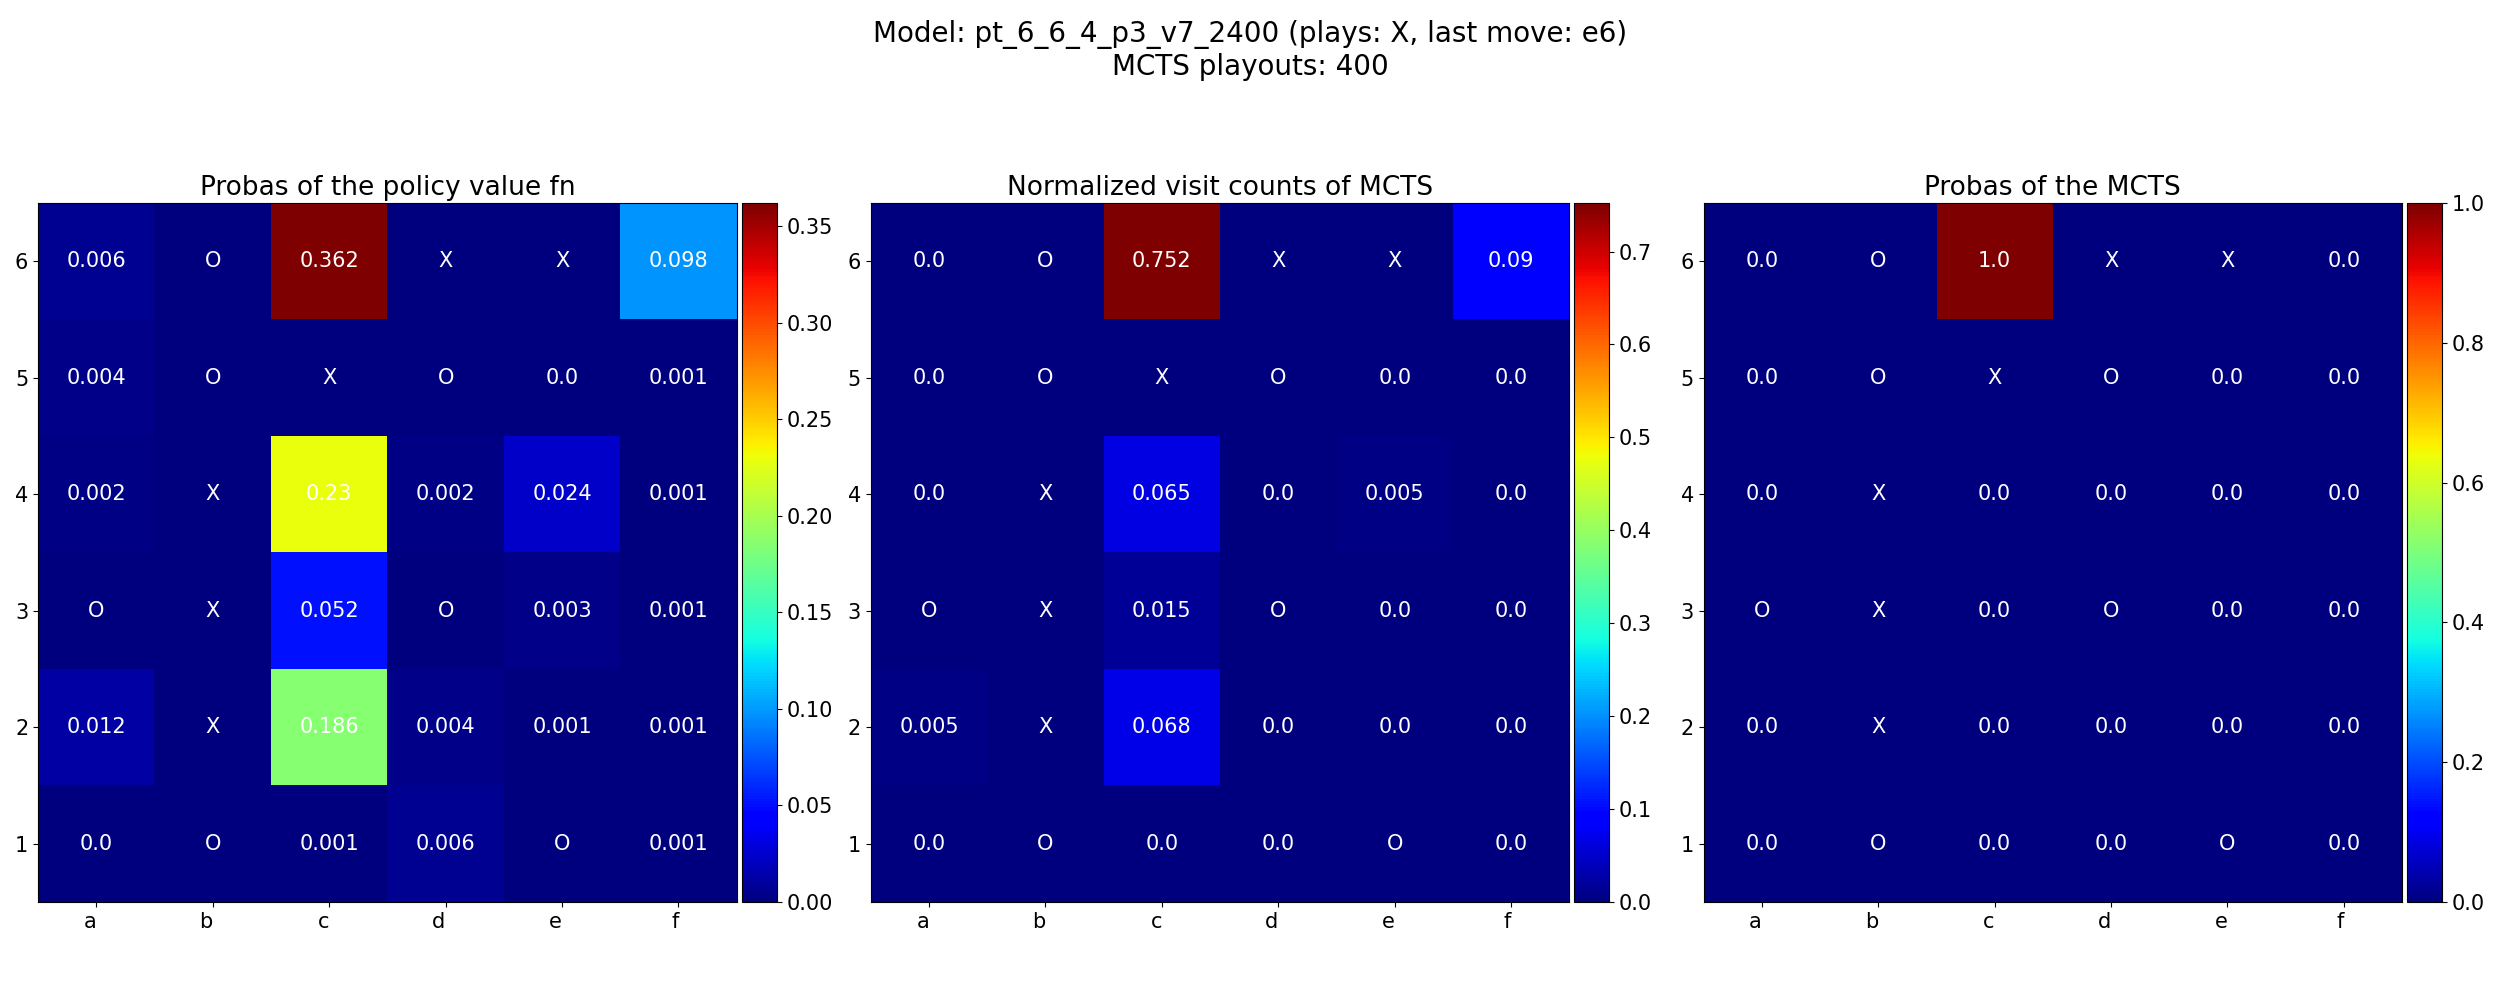 Model: pt_6_6_4_p3_v7_2400 (plays: X, last move: e6)
MCTS playouts: 400
Probas of the policy value fn
6 0.006 O 0.362 X X 0.098
5 0.004 O X O 0.0 0.001
4 0.002 X 0.23 0.002 0.024 0.001
3 O X 0.052 O 0.003 0.001
2 0.012 X 0.186 0.004 0.001 0.001
1 0.0 O 0.001 0.006 O 0.001
a b c d e f
0.35
0.30
0.25
0.20
0.15
0.10
0.05
0.00
Normalized visit counts of MCTS
6 0.0 O 0.752 X X 0.09
5 0.0 O X O 0.0 0.0
4 0.0 X 0.065 0.0 0.005 0.0
3 O X 0.015 O 0.0 0.0
2 0.005 X 0.068 0.0 0.0 0.0
1 0.0 O 0.0 0.0 O 0.0
a b c d e f
0.7
0.6
0.5
0.4
0.3
0.2
0.1
0.0
Probas of the MCTS
6 0.0 O 1.0 X X 0.0
5 0.0 O X O 0.0 0.0
4 0.0 X 0.0 0.0 0.0 0.0
3 O X 0.0 O 0.0 0.0
2 0.0 X 0.0 0.0 0.0 0.0
1 0.0 O 0.0 0.0 O 0.0
a b c d e f
1.0
0.8
0.6
0.4
0.2
0.0